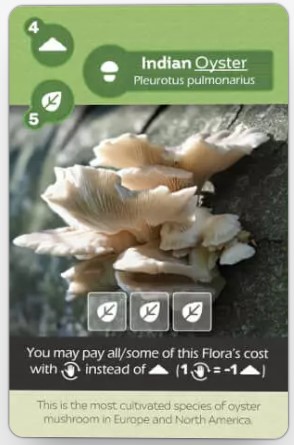 4
Indian Oyster
Pleurotus pulmonarius
5
You may pay all/some of this Flora's cost
with instead of (1 = -1 )
This is the most cultivated species of oyster
mushroom in Europe and North America.